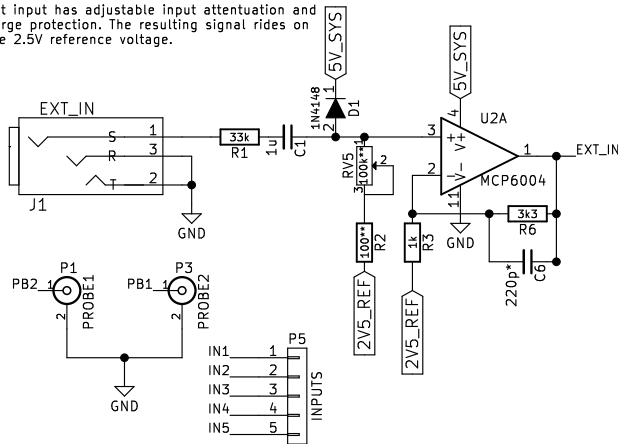 t input has adjustable input attentuation and
rge protection. The resulting signal rides on
e 2.5V reference voltage.
5V_SYS
5V_SYS
EXT_IN
1N4148
1
2
D1
U2A
4
S
1
33k
R1
1u
C1
RV5
100k**
1
2
3
3
2
+
V+
V-
-
1
EXT_IN
MCP6004
11
R
3
T
2
J1
GND
GND
100**
R2
1k
R3
3k3
R6
220p*
C6
2V5_REF
2V5_REF
P1
PB2
1
2
PROBE1
P3
PB1
1
2
PROBE2
GND
P5
IN1 1
IN2 2
IN3 3
IN4 4
IN5 5
INPUTS